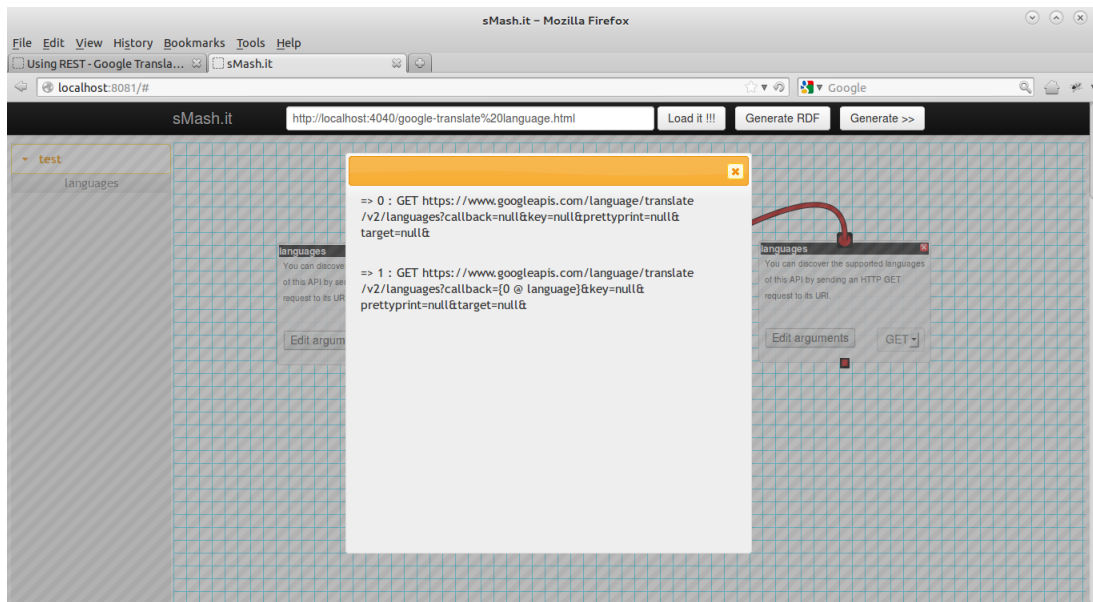 sMash.it - Mozilla Firefox
File Edit View History Bookmarks Tools Help
Using REST - Google Transla... sMash.it
localhost:8081/# Google
sMash.it http://localhost:4040/google-translate%20language.html Load it !!! Generate RDF Generate >>
test
languages
=> 0 : GET https://www.googleapis.com/language/translate
/v2/languages?callback=null&key=null&prettyprint=null&
target=null&
=> 1 : GET https://www.googleapis.com/language/translate
/v2/languages?callback={0 @ language}&key=null&
prettyprint=null&target=null&
languages
You can discove
of this API by se
request to its UR
Edit argum
languages
You can discover the supported languages
of this API by sending an HTTP GET
request to its URI.
Edit arguments GET